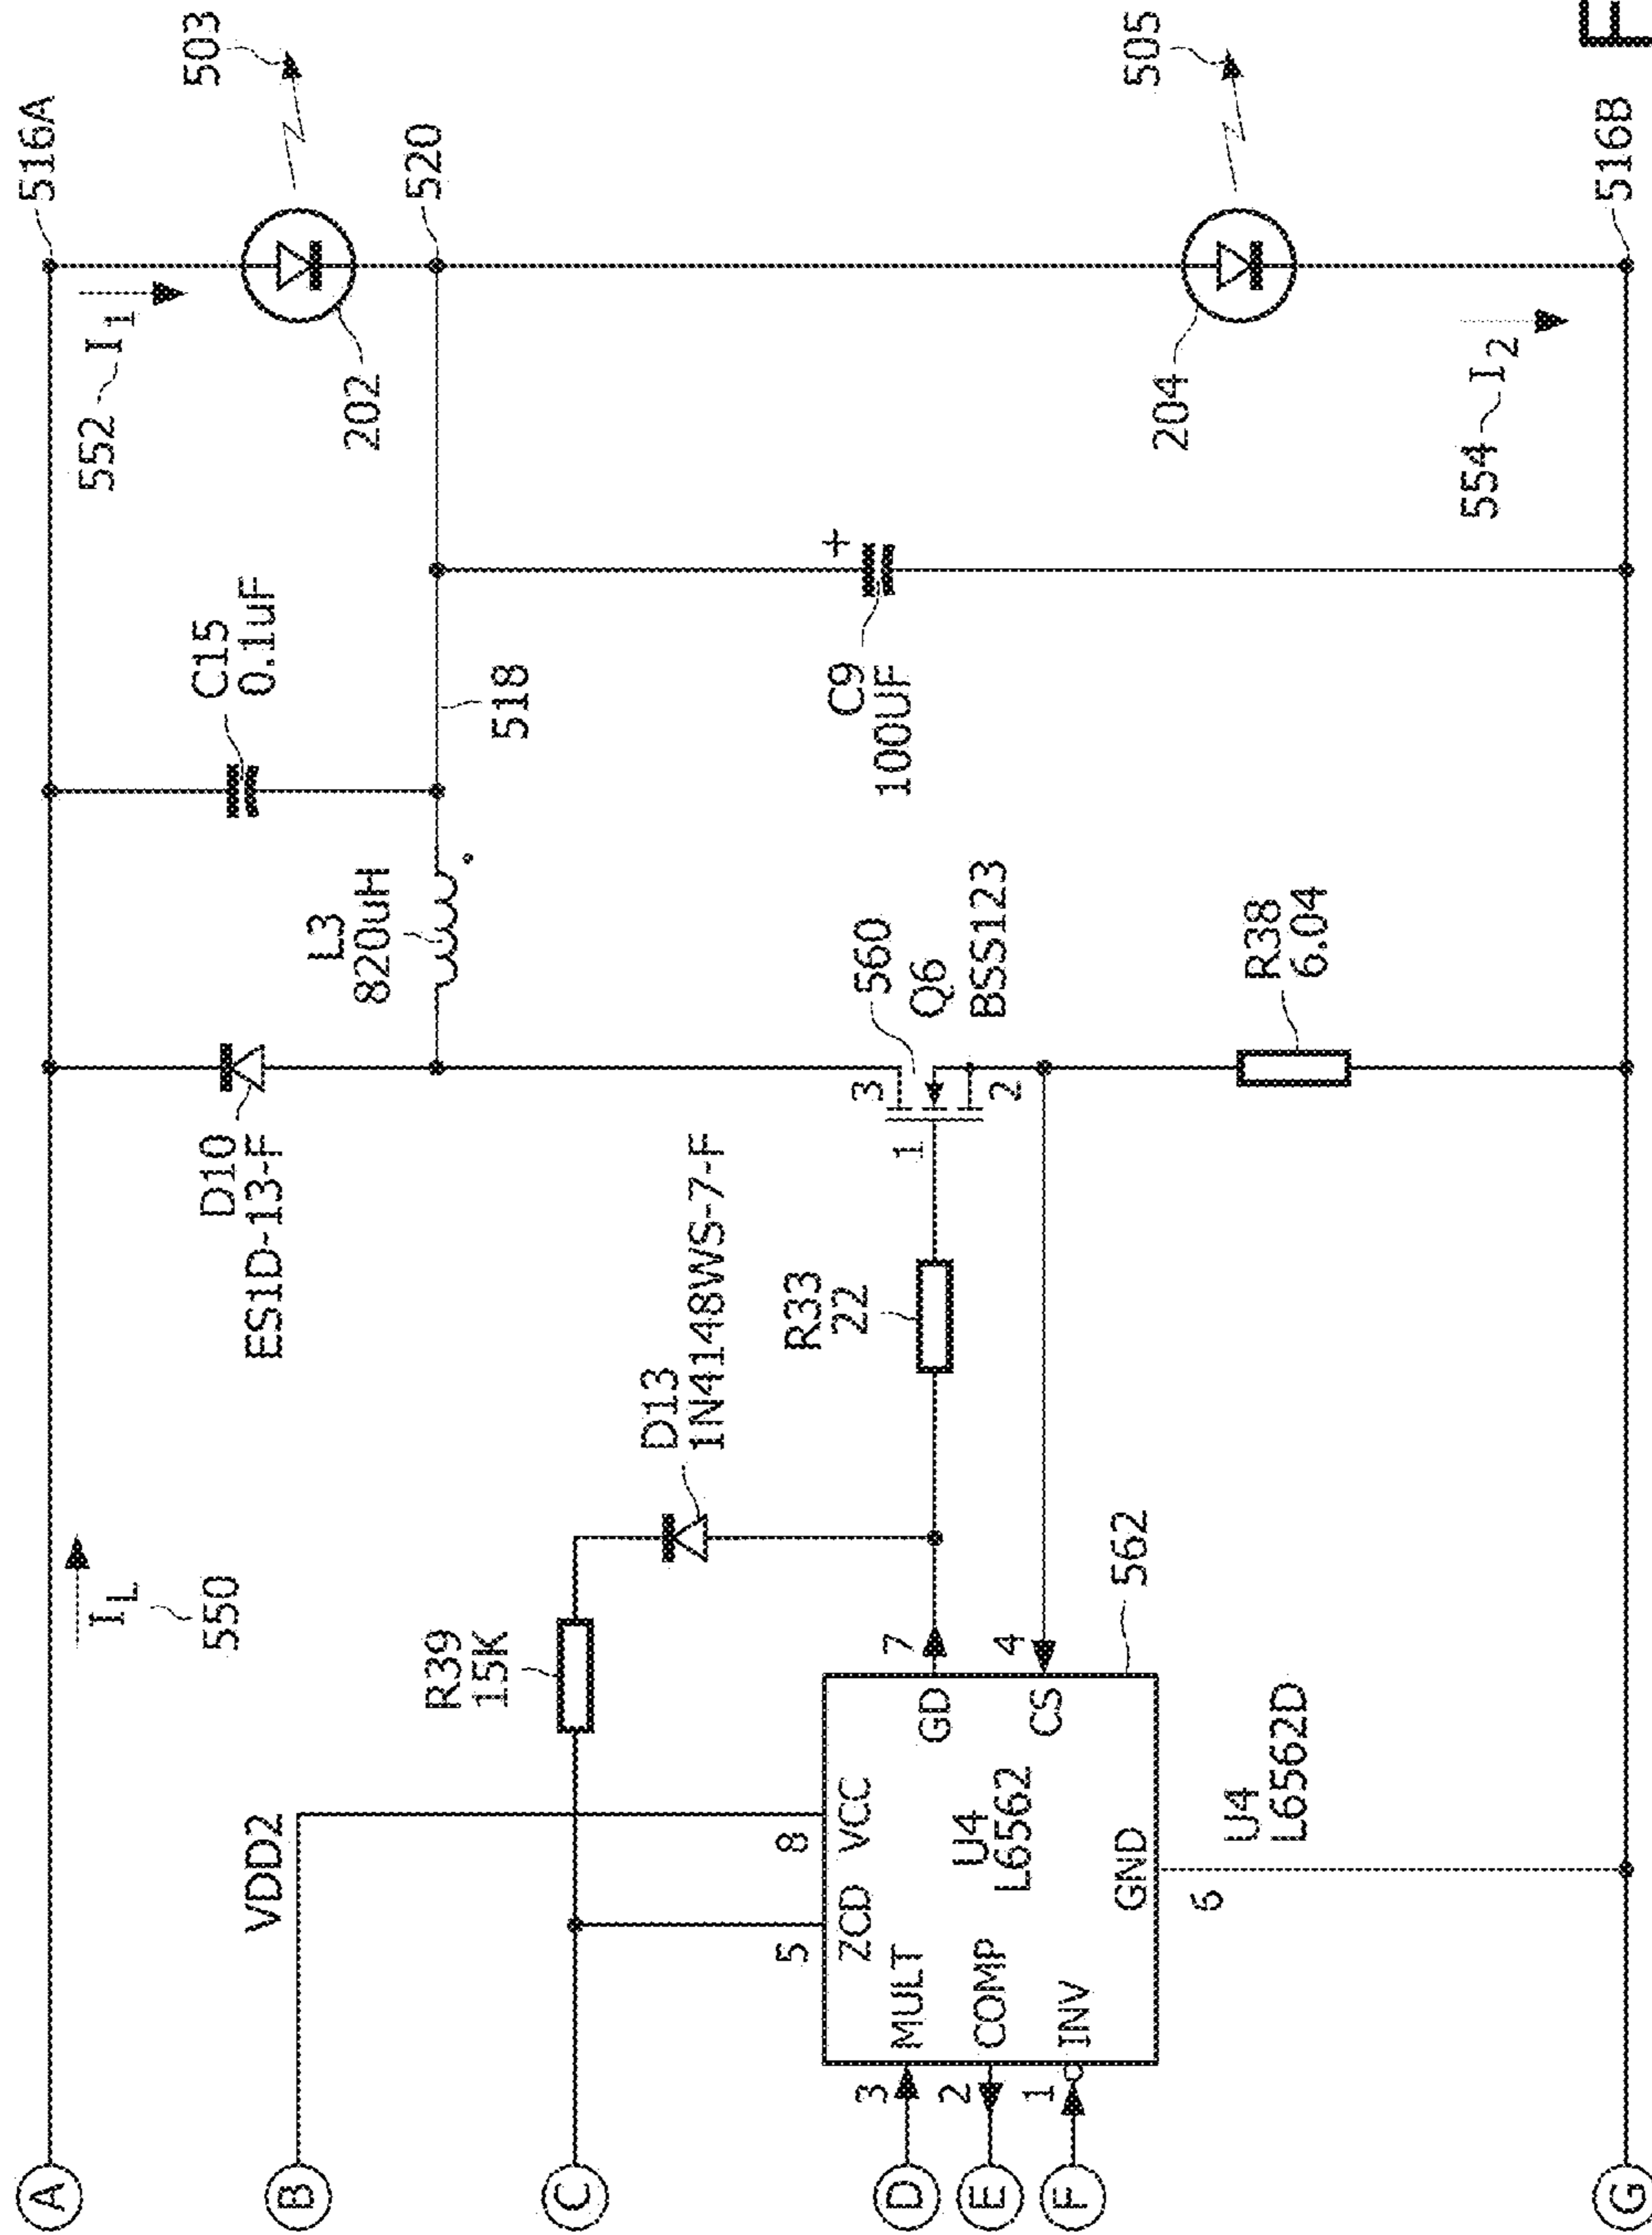 516A
503
552 I1
202
520
C15
0.1uF
518
L3
820uH
D10
ES1D-13-F
IL
550
VDD2
R39
15K
D13
1N4148WS-7-F
R33
22
1
3
2
560
Q6
BSS123
C9
100UF
+
505
204
554 I2
516B
R38
6.04
562
7
4
8
5
ZCD VCC
GD
CS
MULT
COMP
INV
GND
U4
L6562
3
2
1
6
U4
L6562D
A
B
C
D
E
F
G